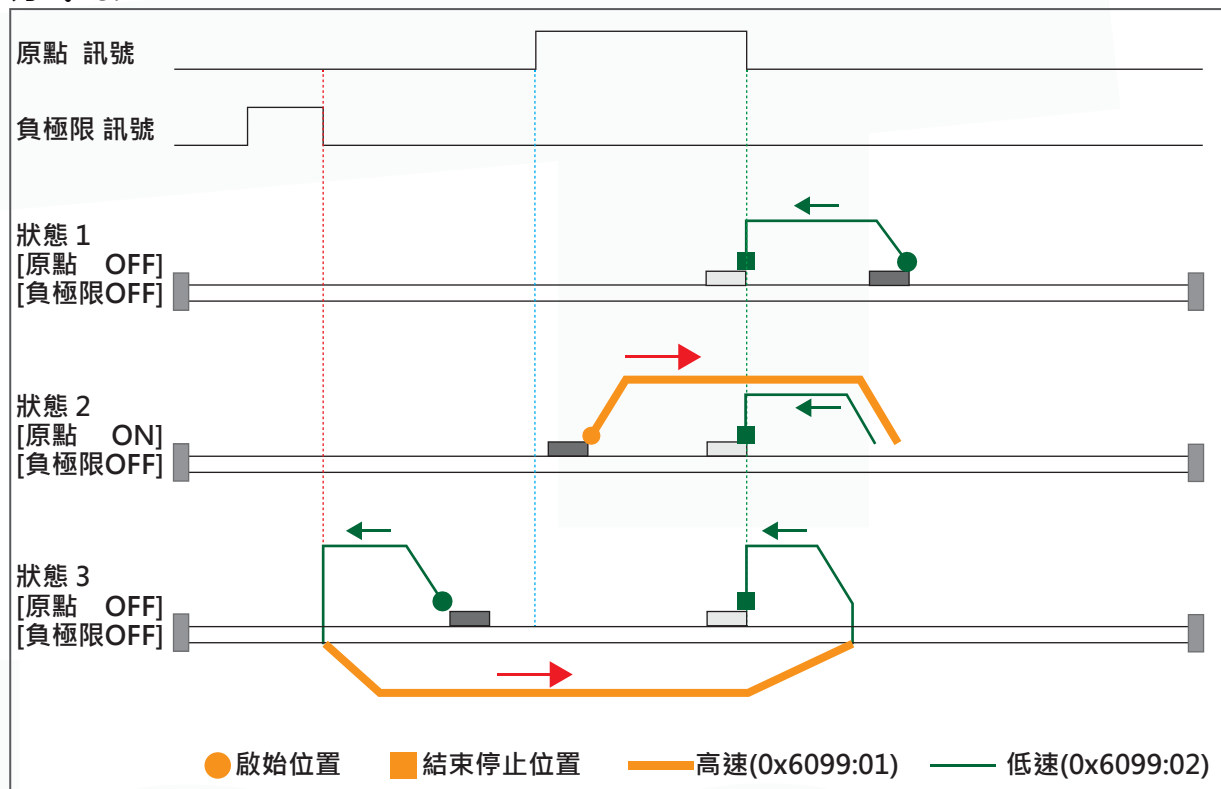 原點 訊號
負極限 訊號
狀態 1
[原點 OFF]
[負極限OFF]
狀態 2
[原點 ON]
[負極限OFF]
狀態 3
[原點 OFF]
[負極限OFF]
啟始位置 結束停止位置 高速(0x6099:01) 低速(0x6099:02)